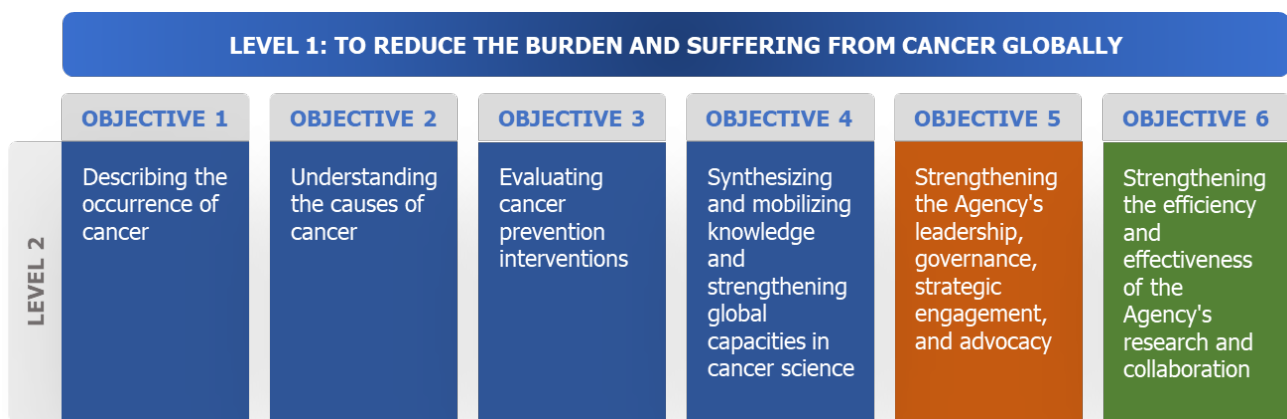 LEVEL 1: TO REDUCE THE BURDEN AND SUFFERING FROM CANCER GLOBALLY
LEVEL 2
OBJECTIVE 1
Describing the
occurrence of
cancer
OBJECTIVE 2
Understanding
the causes of
cancer
OBJECTIVE 3
Evaluating
cancer
prevention
interventions
OBJECTIVE 4
Synthesizing
and mobilizing
knowledge
and
strengthening
global
capacities in
cancer science
OBJECTIVE 5
Strengthening
the Agency's
leadership,
governance,
strategic
engagement,
and advocacy
OBJECTIVE 6
Strengthening
the efficiency
and
effectiveness
of the
Agency's
research and
collaboration